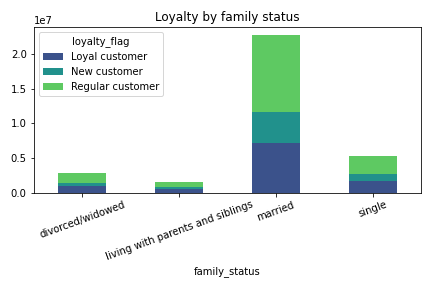 Loyalty by family status
1e7
loyalty_flag
Loyal customer
New customer
Regular customer
2.0
1.5
1.0
0.5
0.0
divorced/widowed
living with parents and siblings
married
single
family_status